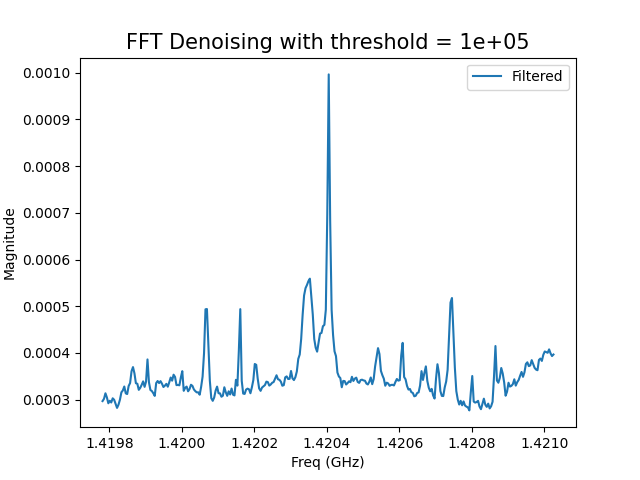 FFT Denoising with threshold = 1e+05
Filtered
0.0010
0.0009
0.0008
0.0007
0.0006
0.0005
0.0004
0.0003
Magnitude
1.4198 1.4200 1.4202 1.4204 1.4206 1.4208 1.4210
Freq (GHz)